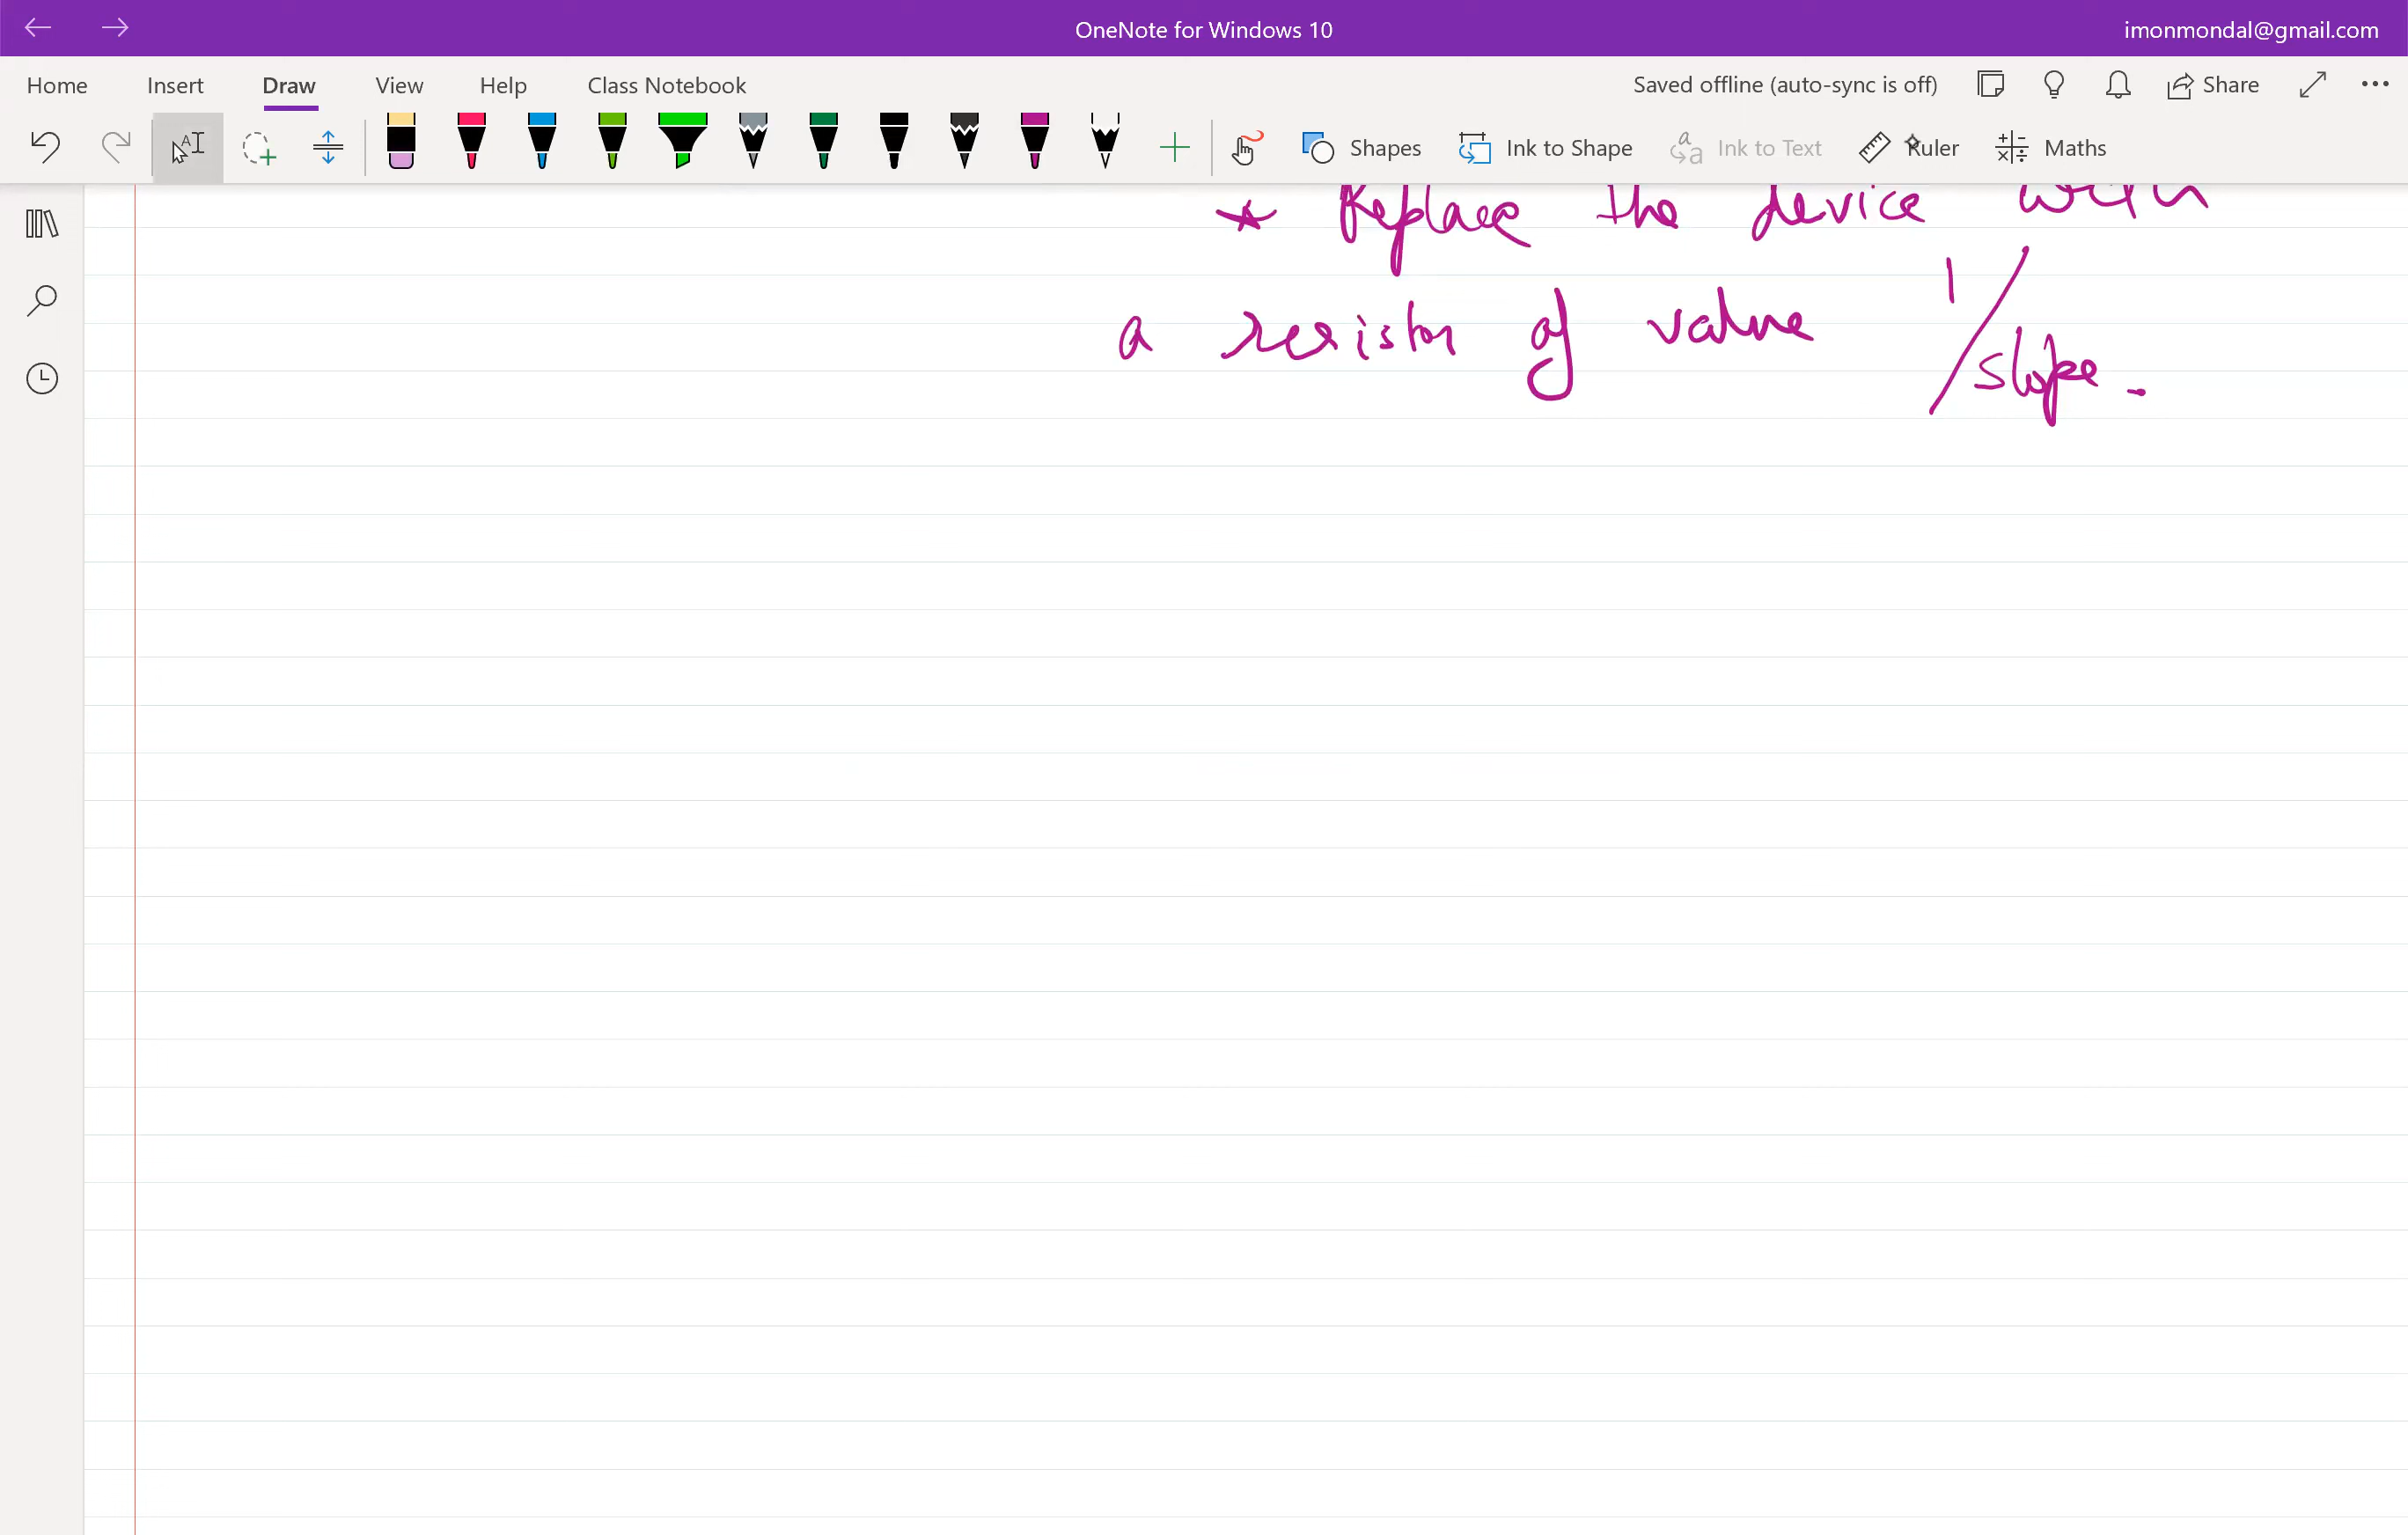 OneNote for Windows 10
imonmondal@gmail.com
Home Insert Draw View Help Class Notebook
Saved offline (auto-sync is off) Share
Shapes Ink to Shape Ink to Text Ruler Maths
* Replace the device with
a resistor of value 1/slope.